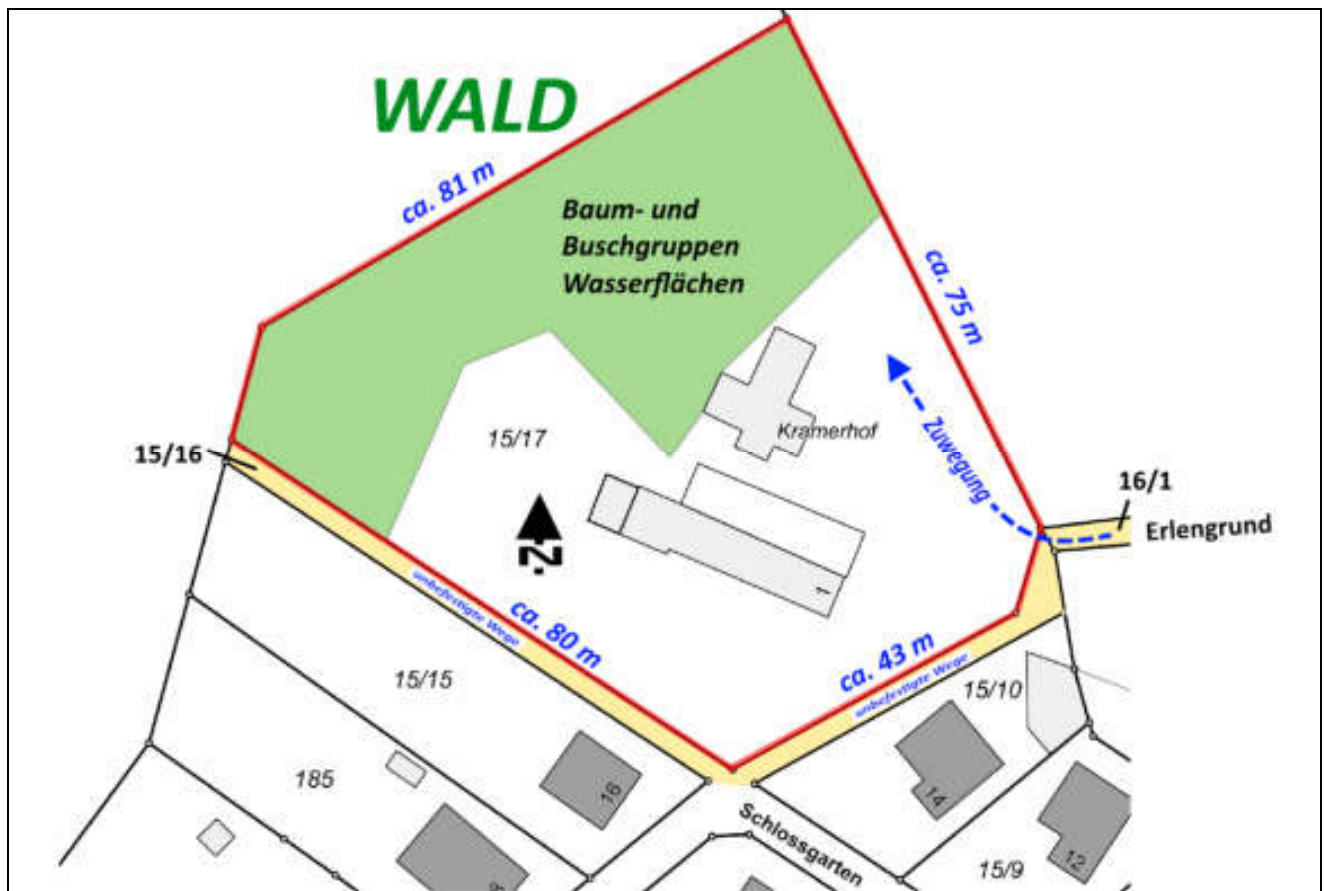 WALD
ca. 81 m
Baum- und
Buschgruppen
Wasserflächen
ca. 75 m
Kramerhof
15/17
15/16
Zuwegung
16/1
Erlengrund
N
1
unbefestigte Wege
ca. 80 m
ca. 43 m
unbefestigte Wege
15/15
15/10
185
16
14
Schlossgarten
12
15/9